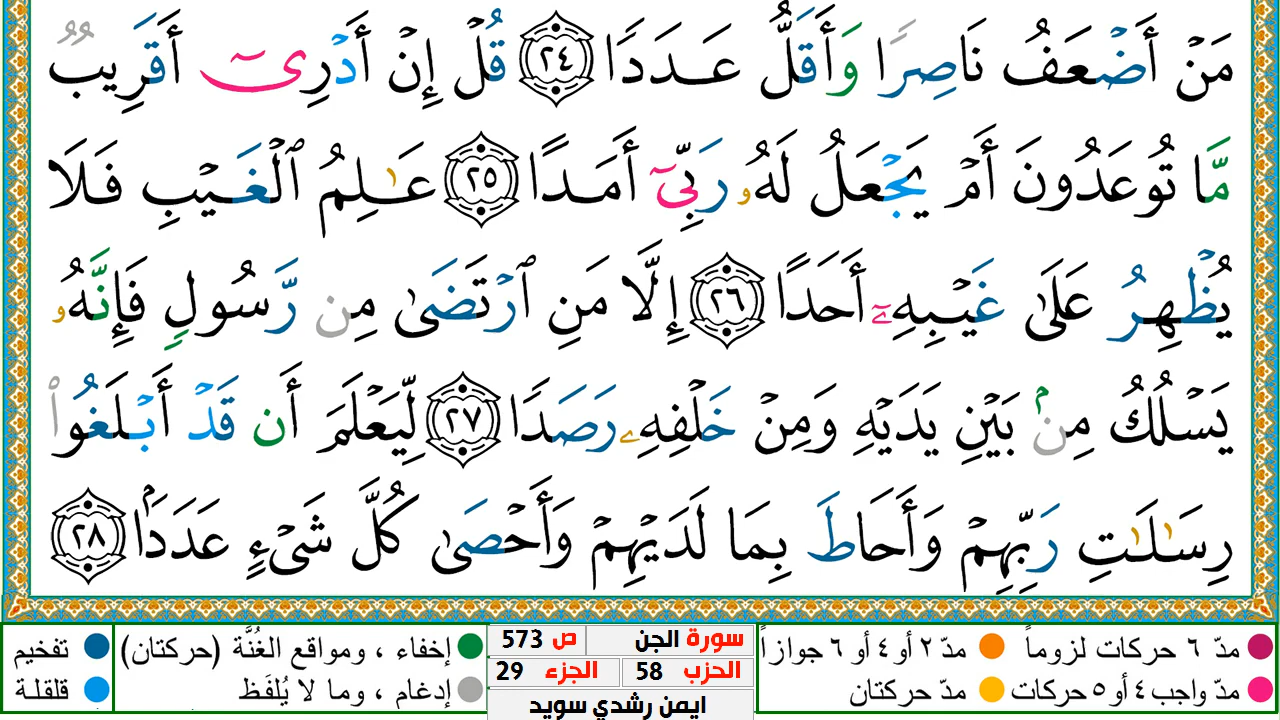 مَنْ أَضْعَفُ نَاصِرًا وَأَقَلُّ عَدَدًا ٢٤ قُلْ إِنْ أَدْرِىٓ أَقَرِيبٌ
مَّا تُوعَدُونَ أَمْ يَجْعَلُ لَهُۥ رَبِّىٓ أَمَدًا ٢٥ عَٰلِمُ ٱلْغَيْبِ فَلَا
يُظْهِرُ عَلَىٰ غَيْبِهِۦٓ أَحَدًا ٢٦ إِلَّا مَنِ ٱرْتَضَىٰ مِن رَّسُولٍ فَإِنَّهُۥ
يَسْلُكُ مِنۢ بَيْنِ يَدَيْهِ وَمِنْ خَلْفِهِۦ رَصَدًا ٢٧ لِّيَعْلَمَ أَن قَدْ أَبْلَغُوا۟
رِسَٰلَٰتِ رَبِّهِمْ وَأَحَاطَ بِمَا لَدَيْهِمْ وَأَحْصَىٰ كُلَّ شَىْءٍ عَدَدَۢا ٢٨
مدّ ٦ حركات لزوماً مدّ ٢ أو ٤ أو ٦ جوازاً
مدّ واجب ٤ أو ٥ حركات مدّ حركتان
سورة الجن ص 573
الحزب 58 الجزء 29
ايمن رشدي سويد
إخفاء ، ومواقع الغُنَّة (حركتان) تفخيم
إدغام ، وما لا يُلفَظ قلقلة